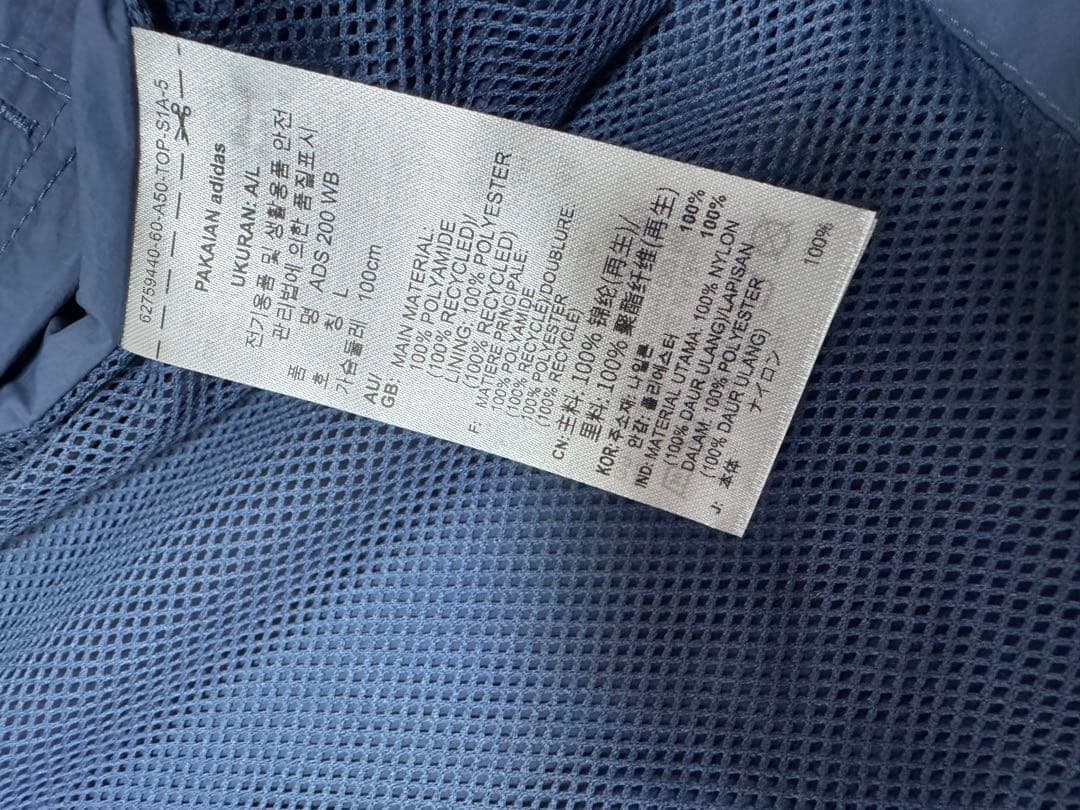 62759440-60-A50-TOP-S1A-5
PAKAIAN adidas
UKURAN: A/L
전기용품 및 생활용품 안전
관리법에 의한 품질표시
품 명 ADS 200 WB
호 칭 L
가슴둘레 100cm
AU/
GB
MAIN MATERIAL:
100% POLYAMIDE
(100% RECYCLED)/
LINING: 100% POLYESTER
(100% RECYCLED)
F: MATIERE PRINCIPALE:
100% POLYAMIDE
(100% RECYCLE)/DOUBLURE:
100% POLYESTER
(100% RECYCLE)
CN: 主料: 100% 锦纶(再生)/
里料: 100% 聚酯纤维(再生)
KOR: 주소재: 나일론 100%
안감: 폴리에스터 100%
IND: MATERIAL UTAMA: 100% NYLON
(100% DAUR ULANG)/LAPISAN
DALAM: 100% POLYESTER
(100% DAUR ULANG)
J: 本体 ナイロン 100%